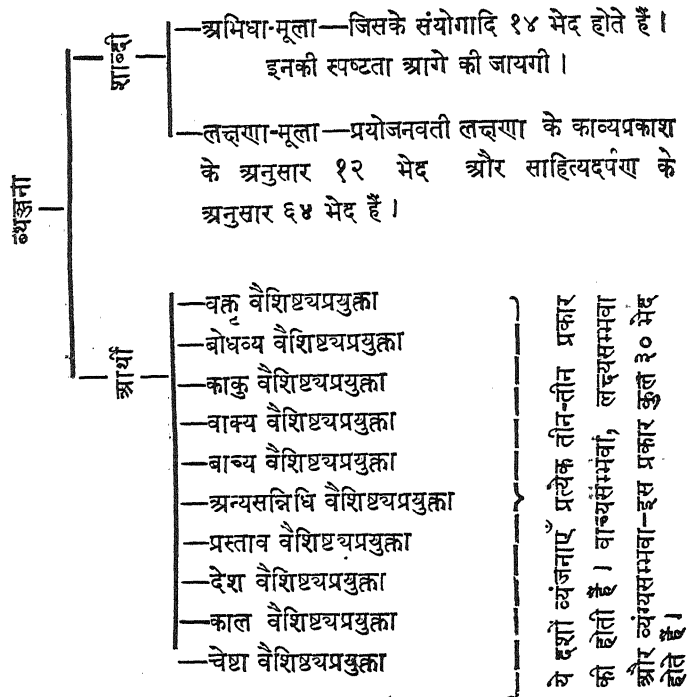 व्यञ्जना
शाब्दी
—अभिधा-मूला—जिसके संयोगादि १४ भेद होते हैं।
इनकी स्पष्टता आगे की जायगी।
—लक्षणा-मूला—प्रयोजनवती लक्षणा के काव्यप्रकाश
के अनुसार १२ भेद और साहित्यदर्पण के
अनुसार ६४ भेद हैं।
आर्थी
—वक्तृ वैशिष्ट्यप्रयुक्ता
—बोधव्य वैशिष्ट्यप्रयुक्ता
—काकु वैशिष्ट्यप्रयुक्ता
—वाक्य वैशिष्ट्यप्रयुक्ता
—बाच्य वैशिष्ट्यप्रयुक्ता
—अन्यसन्निधि वैशिष्ट्यप्रयुक्ता
—प्रस्ताव वैशिष्ट्यप्रयुक्ता
—देश वैशिष्ट्यप्रयुक्ता
—काल वैशिष्ट्यप्रयुक्ता
—चेष्टा वैशिष्ट्यप्रयुक्ता
ये दशों व्यंजनाएँ प्रत्येक तीन-तीन प्रकार
की होती हैं। वाच्यसम्भवा, लक्ष्यसम्भवा
और व्यंग्यसम्भवा-इस प्रकार कुल ३० भेद
होते हैं।